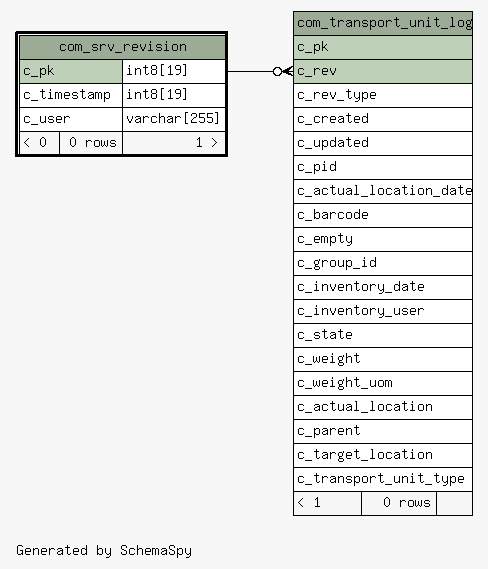 com_srv_revision
c_pk int8[19]
c_timestamp int8[19]
c_user varchar[255]
< 0 0 rows 1 >
com_transport_unit_log
c_pk
c_rev
c_rev_type
c_created
c_updated
c_pid
c_actual_location_date
c_barcode
c_empty
c_group_id
c_inventory_date
c_inventory_user
c_state
c_weight
c_weight_uom
c_actual_location
c_parent
c_target_location
c_transport_unit_type
< 1 0 rows
Generated by SchemaSpy